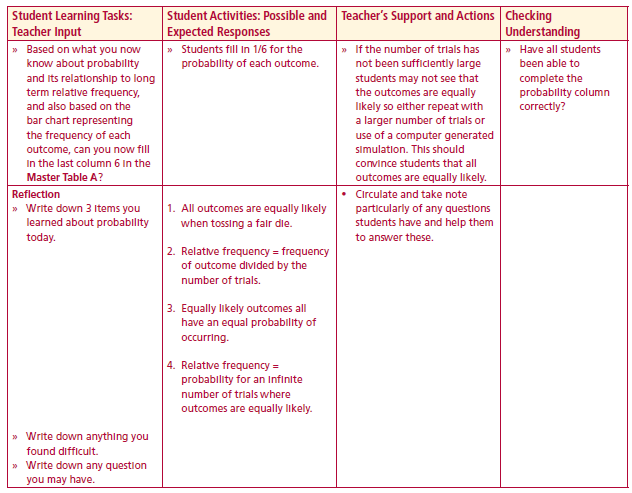 Student Learning Tasks:
Teacher Input
Student Activities: Possible and
Expected Responses
Teacher's Support and Actions
Checking
Understanding
» Based on what you now
know about probability
and its relationship to long
term relative frequency,
and also based on the
bar chart representing
the frequency of each
outcome, can you now fill
in the last column 6 in the
Master Table A?
» Students fill in 1/6 for the
probability of each outcome.
» If the number of trials has
not been sufficiently large
students may not see that
the outcomes are equally
likely so either repeat with
a larger number of trials or
use of a computer generated
simulation. This should
convince students that all
outcomes are equally likely.
» Have all students
been able to
complete the
probability column
correctly?
Reflection
» Write down 3 items you
learned about probability
today.
» Write down anything you
found difficult.
» Write down any question
you may have.
1. All outcomes are equally likely
when tossing a fair die.
2. Relative frequency = frequency
of outcome divided by the
number of trials.
3. Equally likely outcomes all
have an equal probability of
occurring.
4. Relative frequency =
probability for an infinite
number of trials where
outcomes are equally likely.
• Circulate and take note
particularly of any questions
students have and help them
to answer these.